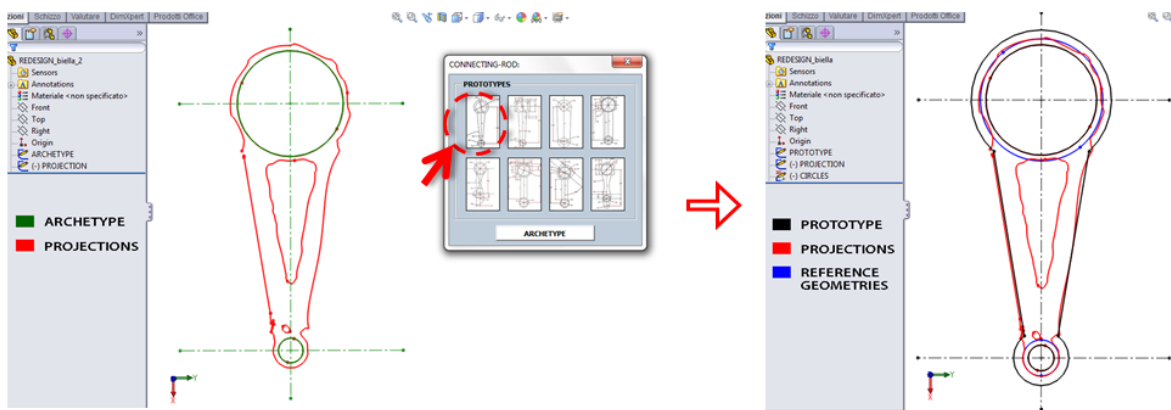 zioni Schizzo Valutare DimXpert Prodotti Office
REDESIGN_biella_2
Sensors
Annotations
Materiale <non specificato>
Front
Top
Right
Origin
ARCHETYPE
(-) PROJECTION
ARCHETYPE
PROJECTIONS
Y
X
CONNECTING-ROD:
PROTOTYPES
ARCHETYPE
zioni Schizzo Valutare DimXpert Prodotti Office
REDESIGN_biella
Sensors
Annotations
Materiale <non specificato>
Front
Top
Right
Origin
PROTOTYPE
(-) PROJECTION
(-) CIRCLES
PROTOTYPE
PROJECTIONS
REFERENCE
GEOMETRIES
Y
X